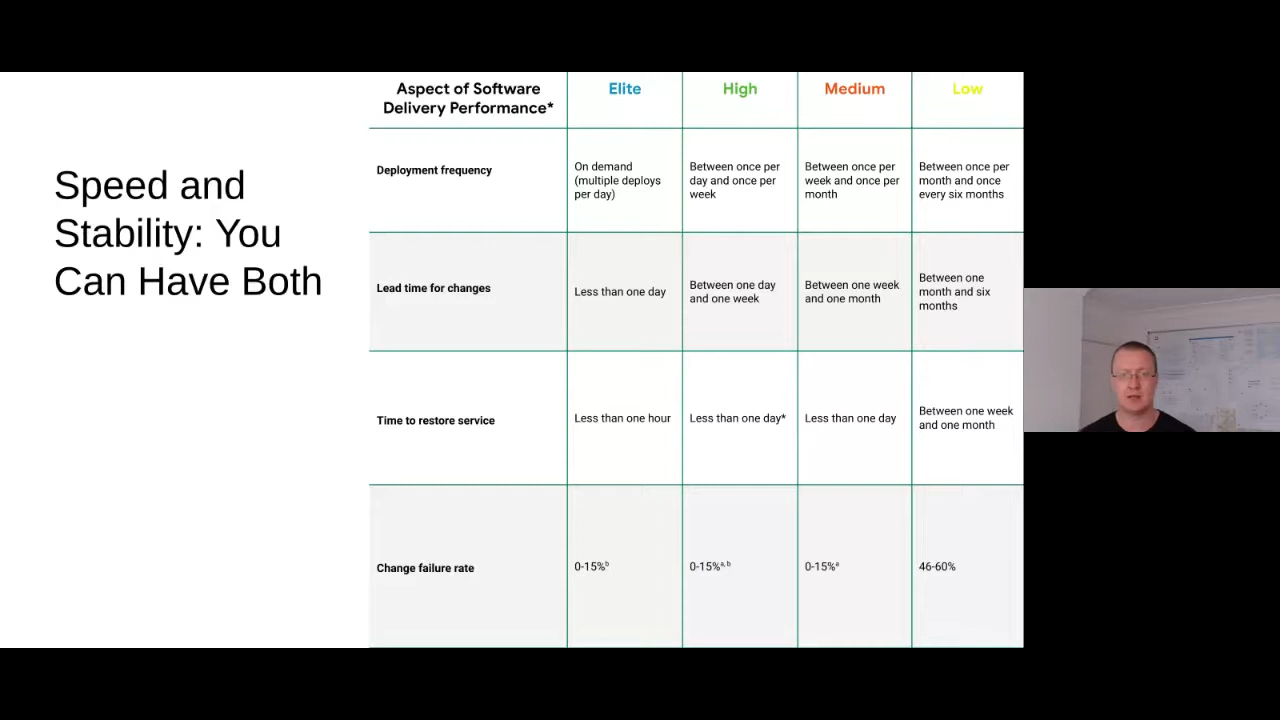 Speed and
Stability: You
Can Have Both
Aspect of Software
Delivery Performance*
Elite
High
Medium
Low
Deployment frequency
On demand
(multiple deploys
per day)
Between once per
day and once per
week
Between once per
week and once per
month
Between once per
month and once
every six months
Lead time for changes
Less than one day
Between one day
and one week
Between one week
and one month
Between one
month and six
months
Time to restore service
Less than one hour
Less than one day*
Less than one day
Between one week
and one month
Change failure rate
0-15%ᵇ
0-15%ᵃ,ᵇ
0-15%ᵃ
46-60%